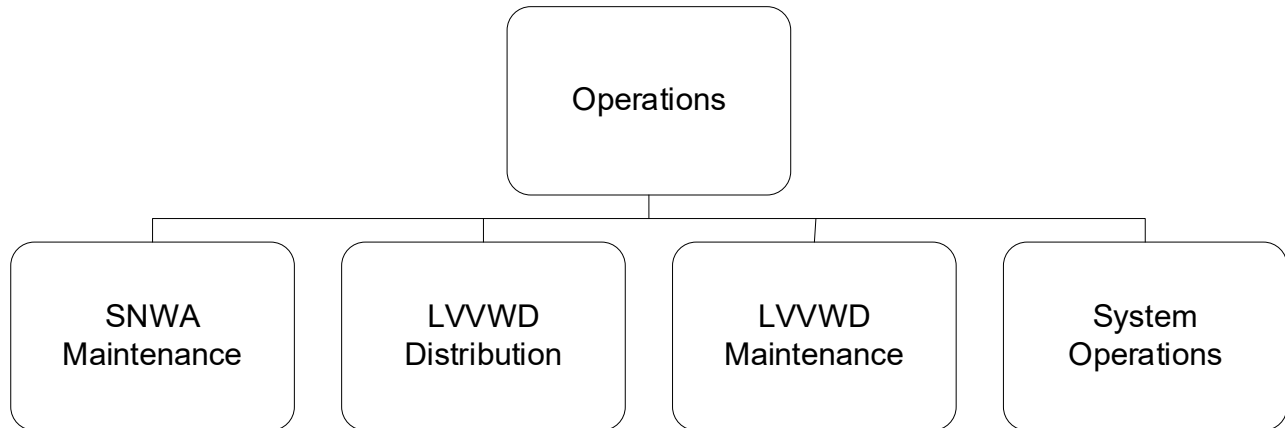 Operations
SNWA
Maintenance
LVVWD
Distribution
LVVWD
Maintenance
System
Operations